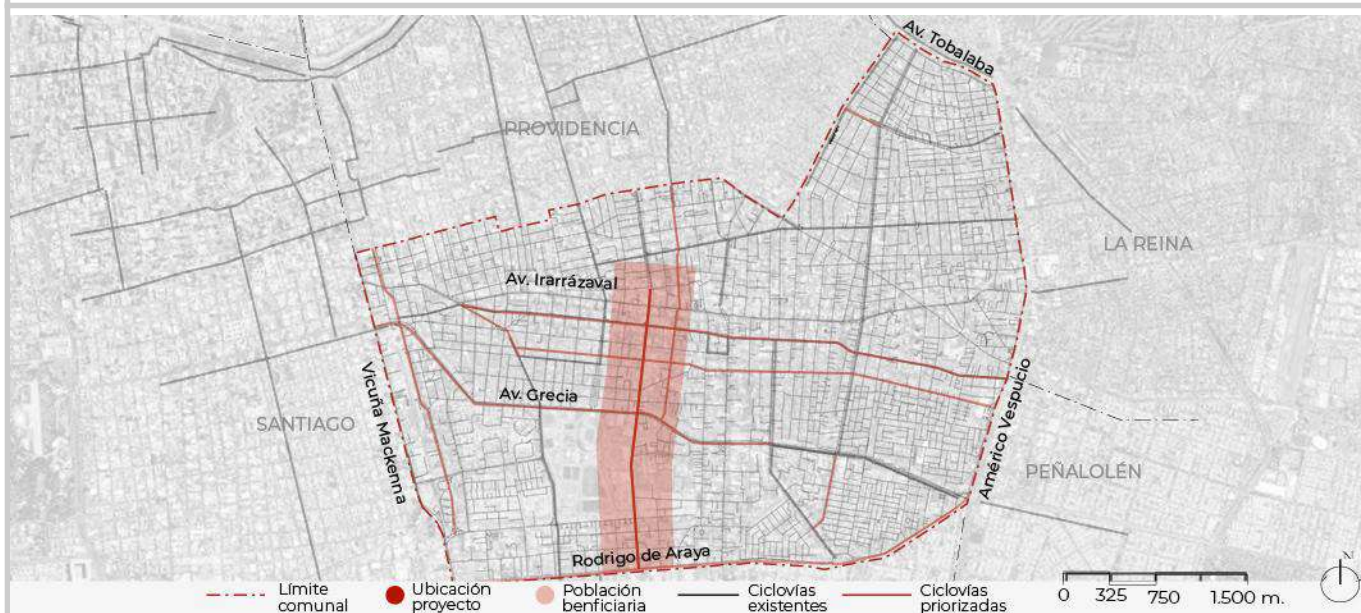 Av. Tobalaba
PROVIDENCIA
LA REINA
Av. Irarrázaval
Vicuña Mackenna
Av. Grecia
SANTIAGO
Américo Vespucio
PEÑALOLÉN
Rodrigo de Araya
N
Límite
comunal
Ubicación
proyecto
Población
benficiaria
Ciclovías
existentes
Ciclovías
priorizadas
0 325 750 1.500 m.